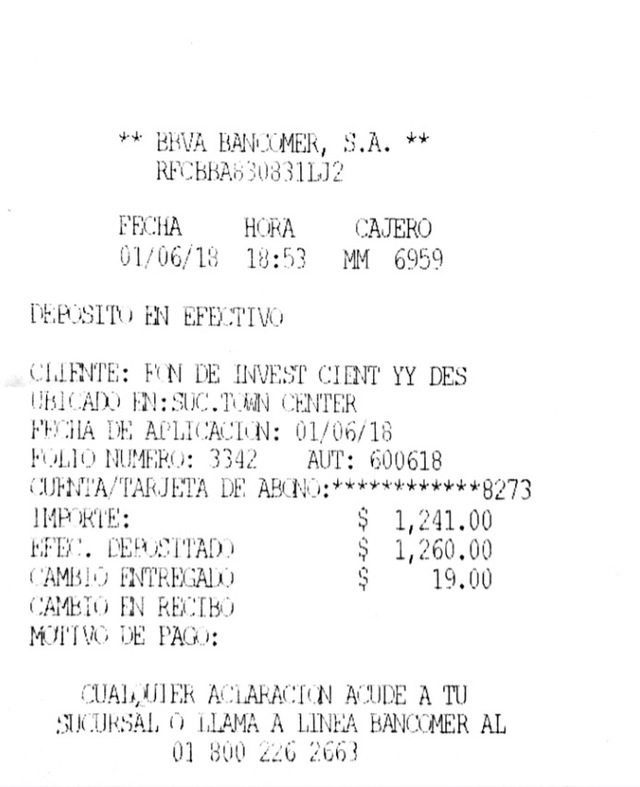 ** BBVA BANCOMER, S.A. **
RFCBBA830831LJ2
FECHA HORA CAJERO
01/06/18 18:53 MM 6959
DEPOSITO EN EFECTIVO
CLIENTE: FON DE INVEST CIENT YY DES
UBICADO EN:SUC.TOWN CENTER
FECHA DE APLICACION: 01/06/18
FOLIO NUMERO: 3342 AUT: 600618
CUENTA/TARJETA DE ABONO:************8273
IMPORTE: $ 1,241.00
EFEC. DEPOSITADO $ 1,260.00
CAMBIO ENTREGADO $ 19.00
CAMBIO EN RECIBO
MOTIVO DE PAGO:
CUALQUIER ACLARACION ACUDE A TU
SUCURSAL O LLAMA A LINEA BANCOMER AL
01 800 226 2663